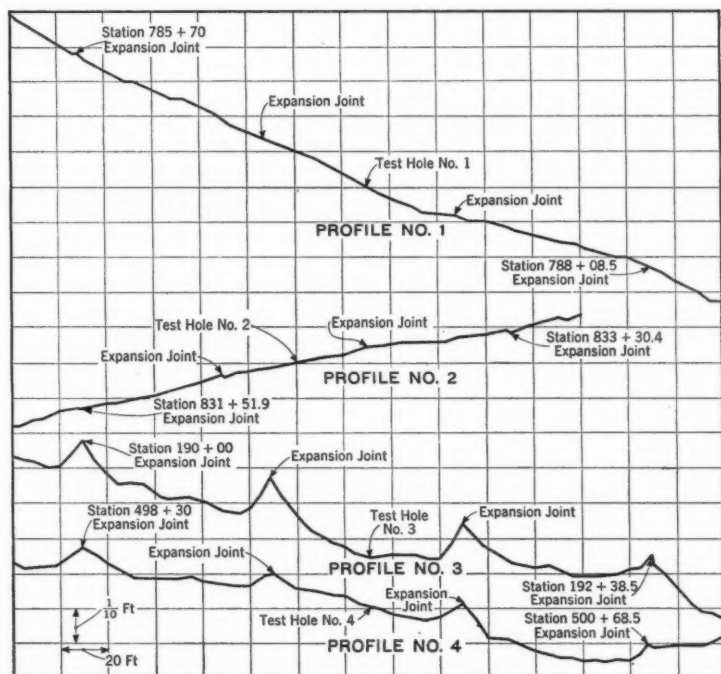 Station 785 + 70
Expansion Joint
Expansion Joint
Test Hole No. 1
Expansion Joint
PROFILE NO. 1
Station 788 + 08.5
Expansion Joint
Test Hole No. 2
Expansion Joint
Expansion Joint
Station 833 + 30.4
Expansion Joint
PROFILE NO. 2
Station 831 + 51.9
Expansion Joint
Station 190 + 00
Expansion Joint
Expansion Joint
Test Hole
No. 3
Expansion Joint
Station 498 + 30
Expansion Joint
Expansion Joint
PROFILE NO. 3
Station 192 + 38.5
Expansion Joint
Expansion
Joint
1/10 Ft
Test Hole No. 4
Station 500 + 68.5
Expansion Joint
20 Ft
PROFILE NO. 4